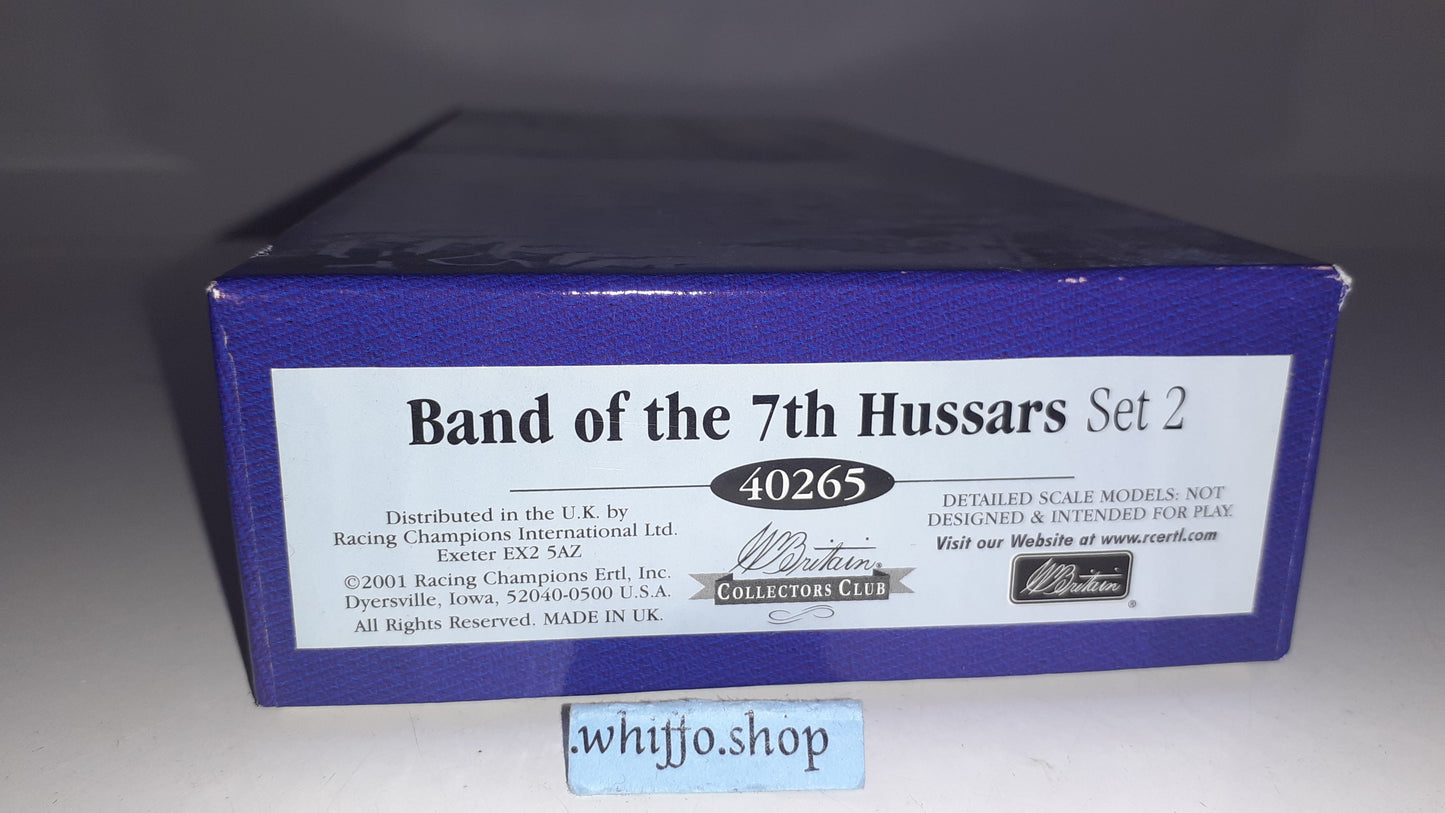 Band of the 7th Hussars Set 2
40265
Distributed in the U.K. by
Racing Champions International Ltd.
Exeter EX2 5AZ
©2001 Racing Champions Ertl, Inc.
Dyersville, Iowa, 52040-0500 U.S.A.
All Rights Reserved. MADE IN UK.
W Britain®
COLLECTORS CLUB
DETAILED SCALE MODELS: NOT
DESIGNED & INTENDED FOR PLAY.
Visit our Website at www.rcertl.com
W Britain®
.whiffo.shop